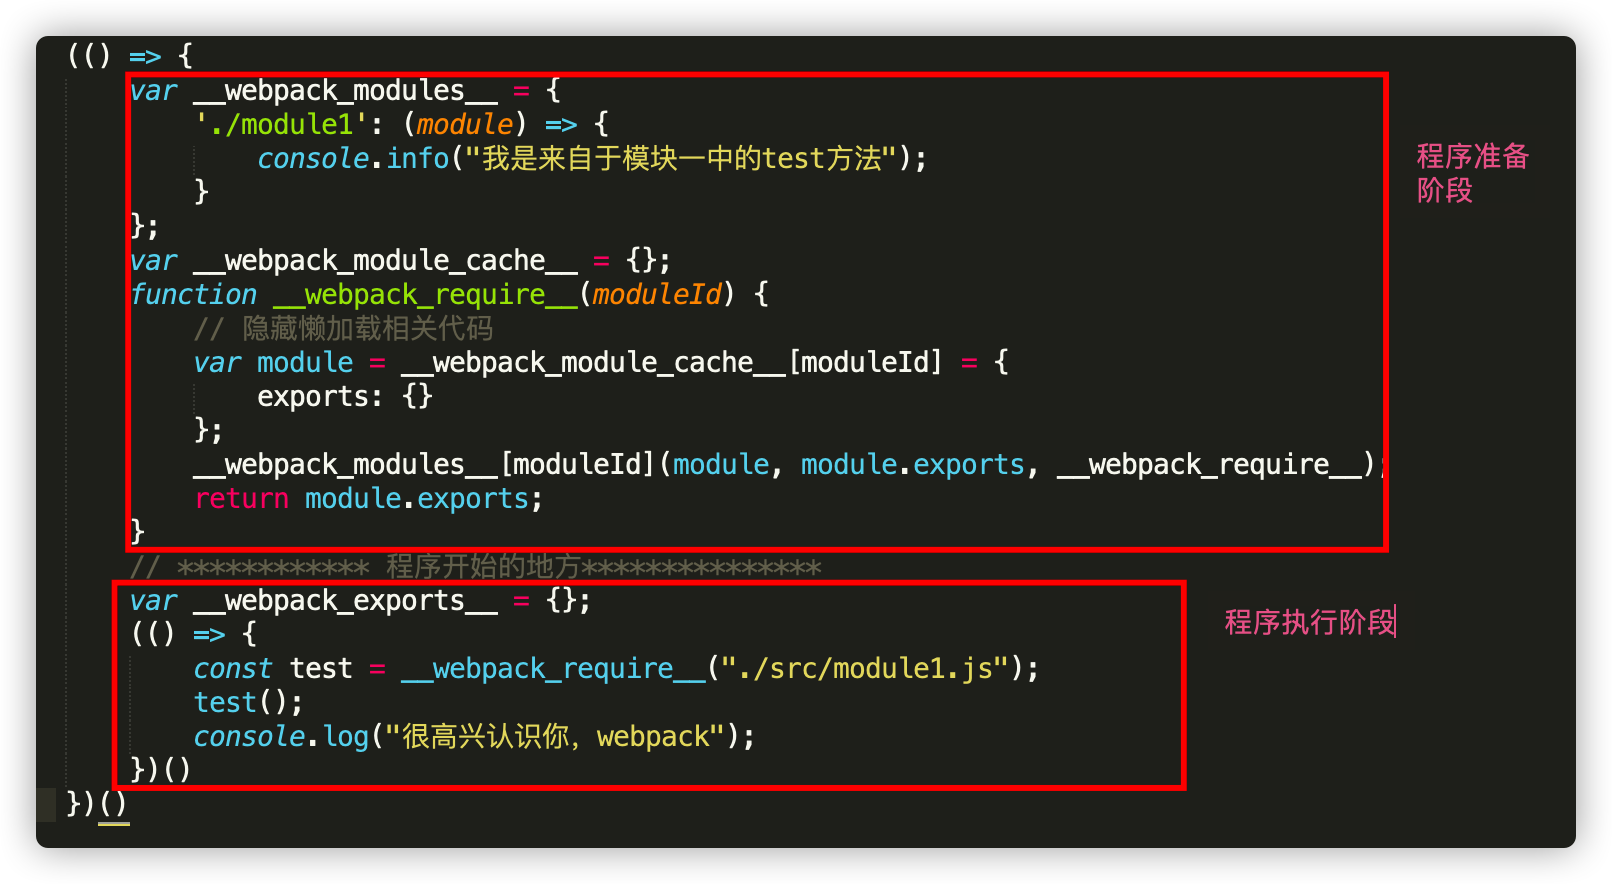 (() => {
var __webpack_modules__ = {
'./module1': (module) => {
console.info("我是来自于模块一中的test方法");
}
};
var __webpack_module_cache__ = {};
function __webpack_require__(moduleId) {
// 隐藏懒加载相关代码
var module = __webpack_module_cache__[moduleId] = {
exports: {}
};
__webpack_modules__[moduleId](module, module.exports, __webpack_require__);
return module.exports;
}
程序准备
阶段
// ************ 程序开始的地方***************
var __webpack_exports__ = {};
(() => {
const test = __webpack_require__("./src/module1.js");
test();
console.log("很高兴认识你，webpack");
})()
程序执行阶段
})()